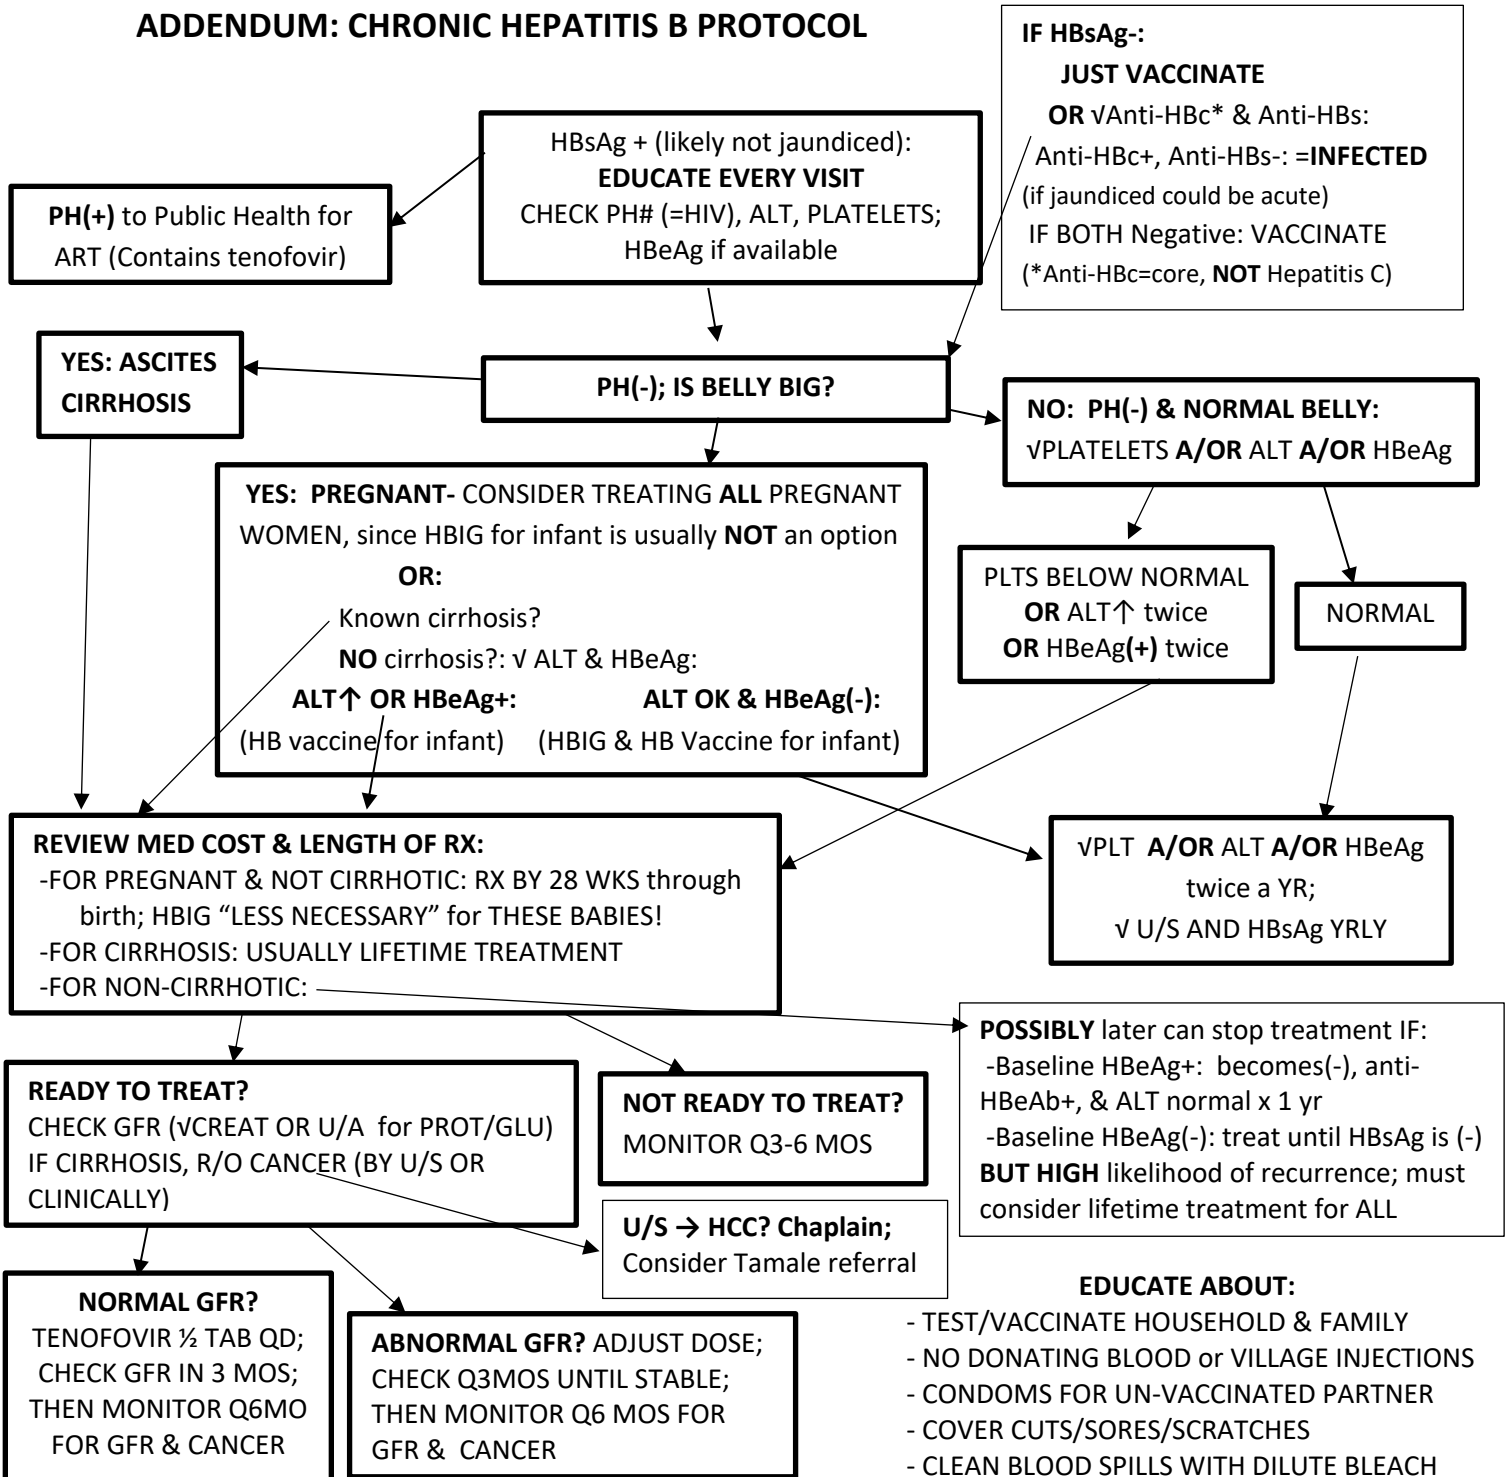 ADDENDUM: CHRONIC HEPATITIS B PROTOCOL
IF HBsAg-:
JUST VACCINATE
OR √Anti-HBc* & Anti-HBs:
Anti-HBc+, Anti-HBs-: =INFECTED
(if jaundiced could be acute)
IF BOTH Negative: VACCINATE
(*Anti-HBc=core, NOT Hepatitis C)
HBsAg + (likely not jaundiced):
EDUCATE EVERY VISIT
CHECK PH# (=HIV), ALT, PLATELETS;
HBeAg if available
PH(+) to Public Health for
ART (Contains tenofovir)
YES: ASCITES
CIRRHOSIS
PH(-); IS BELLY BIG?
NO: PH(-) & NORMAL BELLY:
√PLATELETS A/OR ALT A/OR HBeAg
YES: PREGNANT- CONSIDER TREATING ALL PREGNANT
WOMEN, since HBIG for infant is usually NOT an option
OR:
Known cirrhosis?
NO cirrhosis?: √ ALT & HBeAg:
ALT↑ OR HBeAg+: ALT OK & HBeAg(-):
(HB vaccine for infant) (HBIG & HB Vaccine for infant)
PLTS BELOW NORMAL
OR ALT↑ twice
OR HBeAg(+) twice
NORMAL
REVIEW MED COST & LENGTH OF RX:
-FOR PREGNANT & NOT CIRRHOTIC: RX BY 28 WKS through
birth; HBIG “LESS NECESSARY” for THESE BABIES!
-FOR CIRRHOSIS: USUALLY LIFETIME TREATMENT
-FOR NON-CIRRHOTIC:
√PLT A/OR ALT A/OR HBeAg
twice a YR;
√ U/S AND HBsAg YRLY
POSSIBLY later can stop treatment IF:
-Baseline HBeAg+: becomes(-), anti-
HBeAb+, & ALT normal x 1 yr
-Baseline HBeAg(-): treat until HBsAg is (-)
BUT HIGH likelihood of recurrence; must
consider lifetime treatment for ALL
READY TO TREAT?
CHECK GFR (√CREAT OR U/A for PROT/GLU)
IF CIRRHOSIS, R/O CANCER (BY U/S OR
CLINICALLY)
NOT READY TO TREAT?
MONITOR Q3-6 MOS
U/S → HCC? Chaplain;
Consider Tamale referral
NORMAL GFR?
TENOFOVIR ½ TAB QD;
CHECK GFR IN 3 MOS;
THEN MONITOR Q6MO
FOR GFR & CANCER
ABNORMAL GFR? ADJUST DOSE;
CHECK Q3MOS UNTIL STABLE;
THEN MONITOR Q6 MOS FOR
GFR & CANCER
EDUCATE ABOUT:
- TEST/VACCINATE HOUSEHOLD & FAMILY
- NO DONATING BLOOD or VILLAGE INJECTIONS
- CONDOMS FOR UN-VACCINATED PARTNER
- COVER CUTS/SORES/SCRATCHES
- CLEAN BLOOD SPILLS WITH DILUTE BLEACH